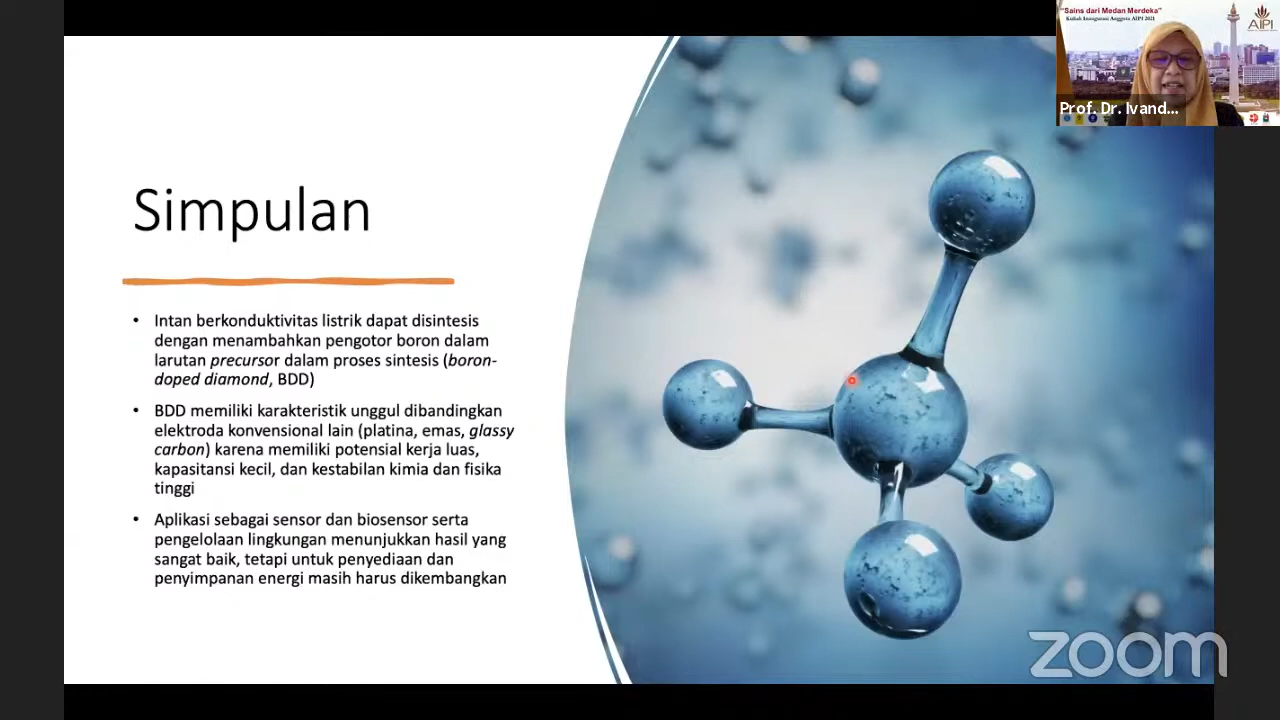 "Sains dari Medan Merdeka"
Kuliah Inaugurasi Anggota AIPI 2021
AIPI
Prof. Dr. Ivand...
Simpulan
• Intan berkonduktivitas listrik dapat disintesis
dengan menambahkan pengotor boron dalam
larutan precursor dalam proses sintesis (boron-
doped diamond, BDD)
• BDD memiliki karakteristik unggul dibandingkan
elektroda konvensional lain (platina, emas, glassy
carbon) karena memiliki potensial kerja luas,
kapasitansi kecil, dan kestabilan kimia dan fisika
tinggi
• Aplikasi sebagai sensor dan biosensor serta
pengelolaan lingkungan menunjukkan hasil yang
sangat baik, tetapi untuk penyediaan dan
penyimpanan energi masih harus dikembangkan
zoom